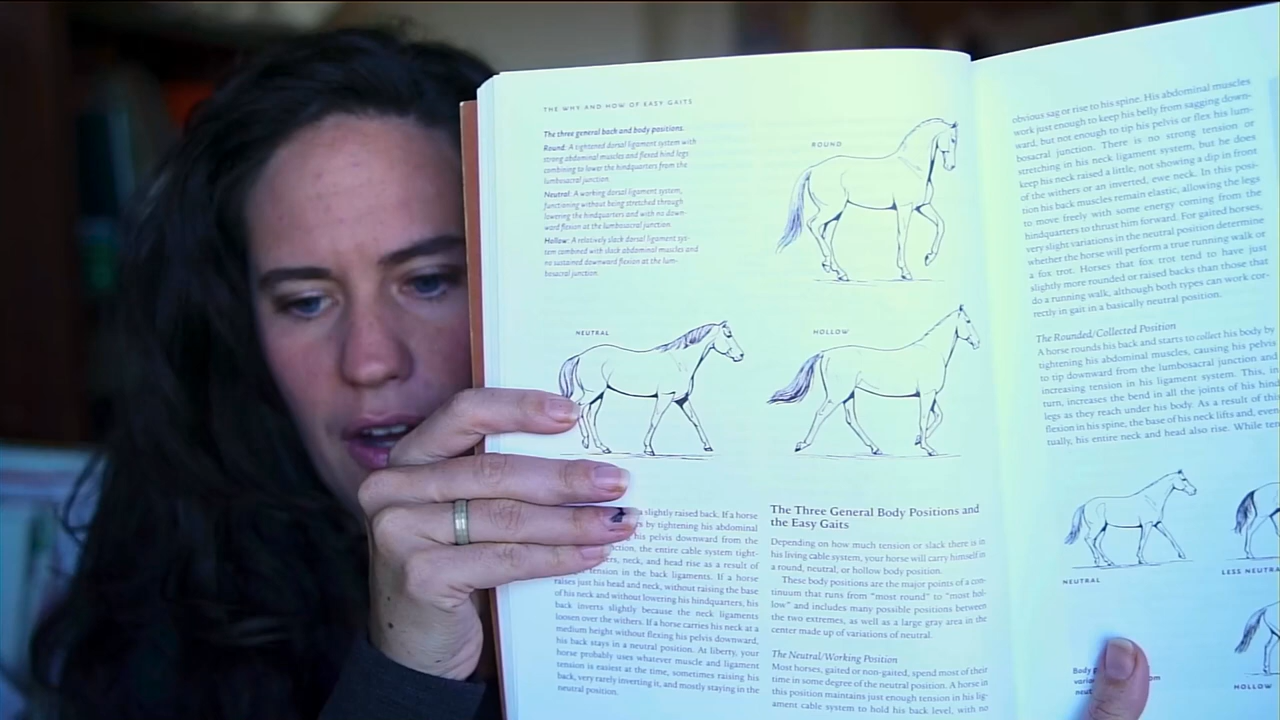 THE WHY AND HOW OF EASY GAITS
The three general back and body positions.
Round: A tightened dorsal ligament system with
strong abdominal muscles and flexed hind legs
combining to lower the hindquarters from the
lumbosacral junction.
Neutral: A working dorsal ligament system,
functioning without being stretched through
lowering the hindquarters and with no down-
ward flexion at the lumbosacral junction.
Hollow: A relatively slack dorsal ligament sys-
tem combined with slack abdominal muscles and
no sustained downward flexion at the lum-
bosacral junction.
ROUND
NEUTRAL
HOLLOW
slightly raised back. If a horse
by tightening his abdominal
his pelvis downward from the
the entire cable system tight-
neck, and head rise as a result of
tension in the back ligaments. If a horse
raises just his head and neck, without raising the base
of his neck and without lowering his hindquarters, his
back inverts slightly because the neck ligaments
loosen over the withers. If a horse carries his neck at a
medium height without flexing his pelvis downward,
his back stays in a neutral position. At liberty, your
horse probably uses whatever muscle and ligament
tension is easiest at the time, sometimes raising his
back, very rarely inverting it, and mostly staying in the
neutral position.
The Three General Body Positions and
the Easy Gaits
Depending on how much tension or slack there is in
his living cable system, your horse will carry himself in
a round, neutral, or hollow body position.
These body positions are the major points of a con-
tinuum that runs from "most round" to "most hol-
low" and includes many possible positions between
the two extremes, as well as a large gray area in the
center made up of variations of neutral.
The Neutral/Working Position
Most horses, gaited or non-gaited, spend most of their
time in some degree of the neutral position. A horse in
this position maintains just enough tension in his lig-
ament cable system to hold his back level, with no
obvious sag or rise to his spine. His abdominal muscles
work just enough to keep his belly from sagging down-
ward, but not enough to tip his pelvis or flex his lum-
bosacral junction. There is no strong tension or
stretching in his neck ligament system, but he does
keep his neck raised a little, not showing a dip in front
of the withers or an inverted, ewe neck. In this posi-
tion his back muscles remain elastic, allowing the legs
to move freely with some energy coming from the
hindquarters to thrust him forward. For gaited horses,
very slight variations in the neutral position determine
whether the horse will perform a true running walk or
a fox trot. Horses that fox trot tend to have just
slightly more rounded or raised backs than those that
do a running walk, although both types can work cor-
rectly in gait in a basically neutral position.
The Rounded/Collected Position
A horse rounds his back and starts to collect his body by
tightening his abdominal muscles, causing his pelvis
to tip downward from the lumbosacral junction and
increasing tension in his ligament system. This, in
turn, increases the bend in all the joints of his hind
legs as they reach under his body. As a result of this
flexion in his spine, the base of his neck lifts and, even
tually, his entire neck and head also rise. While ten
NEUTRAL
LESS NEUTRAL
HOLLOW
Body